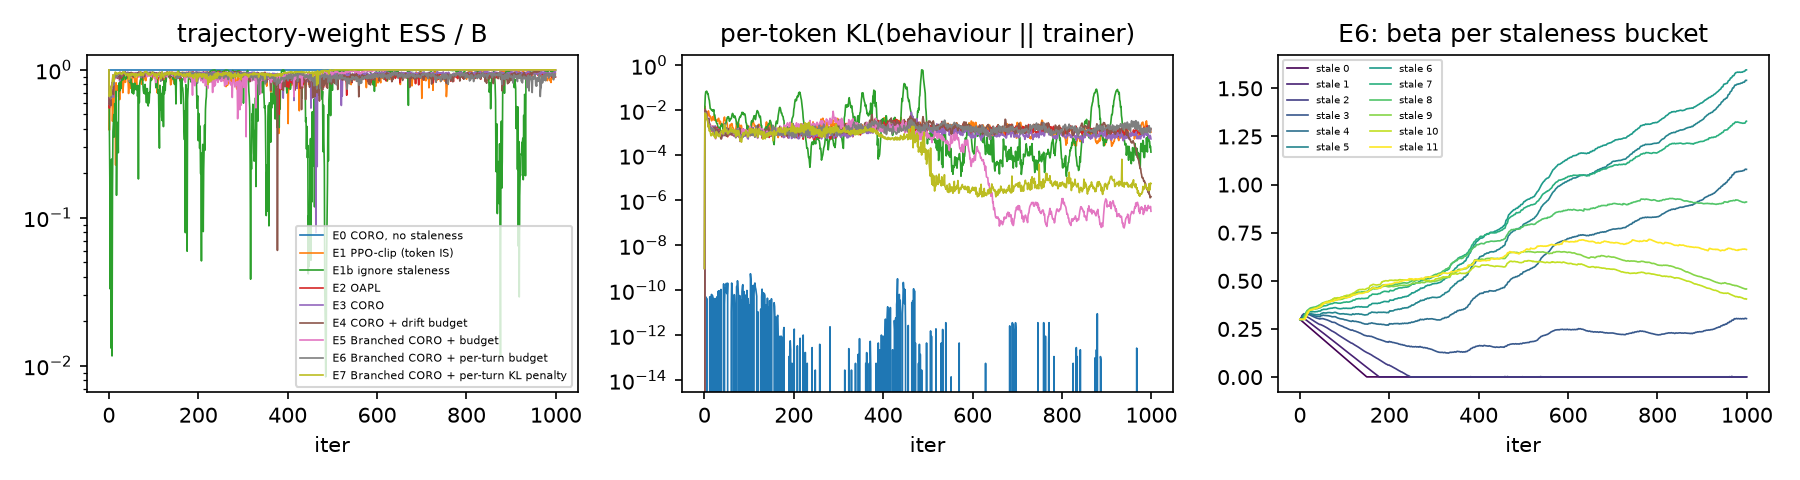 trajectory-weight ESS / B
10⁰
10⁻¹
10⁻²
E0 CORO, no staleness
E1 PPO-clip (token IS)
E1b ignore staleness
E2 OAPL
E3 CORO
E4 CORO + drift budget
E5 Branched CORO + budget
E6 Branched CORO + per-turn budget
E7 Branched CORO + per-turn KL penalty
0 200 400 600 800 1000
iter
per-token KL(behaviour || trainer)
10⁰
10⁻²
10⁻⁴
10⁻⁶
10⁻⁸
10⁻¹⁰
10⁻¹²
10⁻¹⁴
0 200 400 600 800 1000
iter
E6: beta per staleness bucket
stale 0
stale 1
stale 2
stale 3
stale 4
stale 5
stale 6
stale 7
stale 8
stale 9
stale 10
stale 11
1.50
1.25
1.00
0.75
0.50
0.25
0.00
0 200 400 600 800 1000
iter